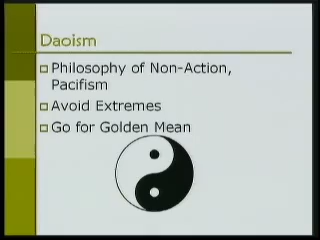 Daoism
Philosophy of Non-Action,
Pacifism
Avoid Extremes
Go for Golden Mean